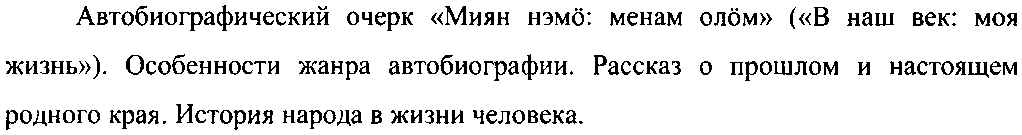 Автобиографический очерк «Миян нэмӧ: менам олӧм» («В наш век: моя
жизнь»). Особенности жанра автобиографии. Рассказ о прошлом и настоящем
родного края. История народа в жизни человека.